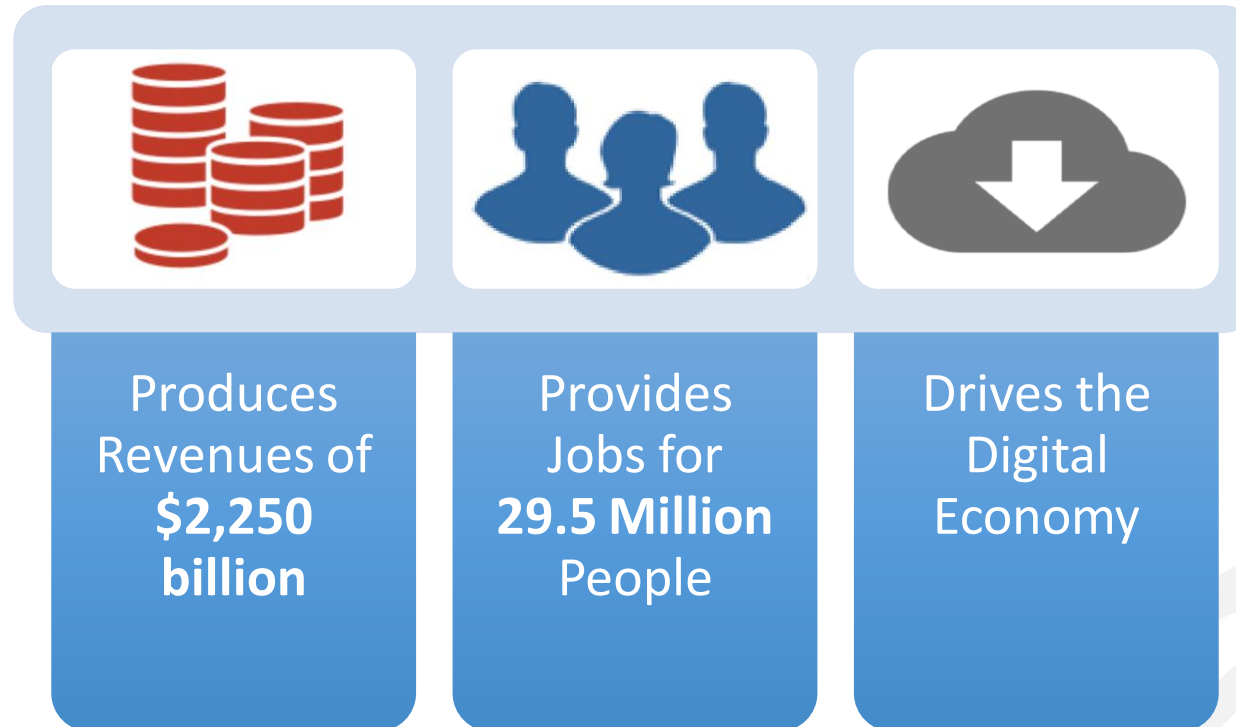 Produces
Revenues of
$2,250
billion
Provides
Jobs for
29.5 Million
People
Drives the
Digital
Economy